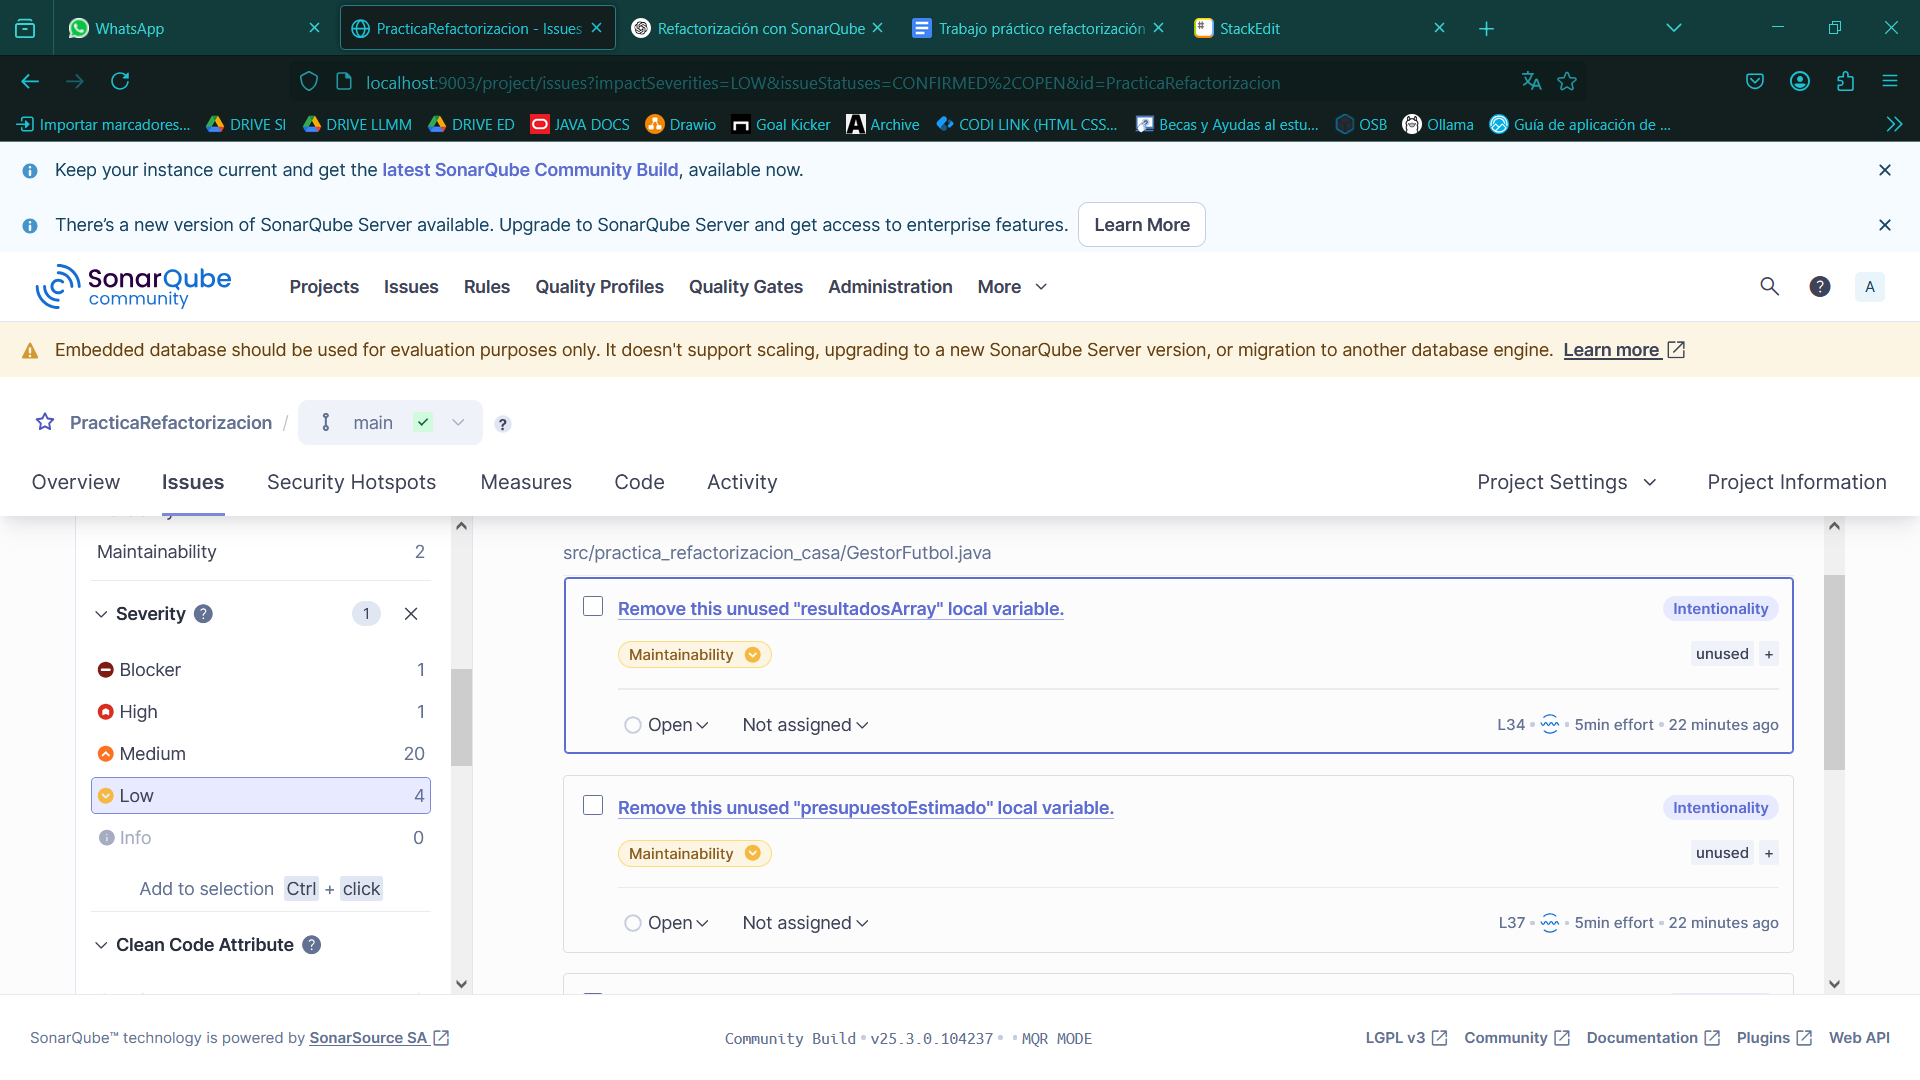 WhatsApp
PracticaRefactorizacion - Issues
Refactorización con SonarQube
Trabajo práctico refactorización
StackEdit
localhost:9003/project/issues?impactSeverities=LOW&issueStatuses=CONFIRMED%2COPEN&id=PracticaRefactorizacion
Importar marcadores... DRIVE SI DRIVE LLMM DRIVE ED JAVA DOCS Drawio Goal Kicker Archive CODI LINK (HTML CSS... Becas y Ayudas al estu... OSB Ollama Guía de aplicación de ...
Keep your instance current and get the latest SonarQube Community Build, available now.
There's a new version of SonarQube Server available. Upgrade to SonarQube Server and get access to enterprise features. Learn More
SonarQube community
Projects Issues Rules Quality Profiles Quality Gates Administration More
? A
Embedded database should be used for evaluation purposes only. It doesn't support scaling, upgrading to a new SonarQube Server version, or migration to another database engine. Learn more
PracticaRefactorizacion / main ?
Overview Issues Security Hotspots Measures Code Activity Project Settings Project Information
Maintainability 2
Severity ? 1
Blocker 1
High 1
Medium 20
Low 4
Info 0
Add to selection Ctrl + click
Clean Code Attribute ?
src/practica_refactorizacion_casa/GestorFutbol.java
Remove this unused "resultadosArray" local variable. Intentionality
Maintainability unused +
Open Not assigned L34 • 5min effort • 22 minutes ago
Remove this unused "presupuestoEstimado" local variable. Intentionality
Maintainability unused +
Open Not assigned L37 • 5min effort • 22 minutes ago
SonarQube™ technology is powered by SonarSource SA Community Build • v25.3.0.104237 • • MQR MODE LGPL v3 Community Documentation Plugins Web API